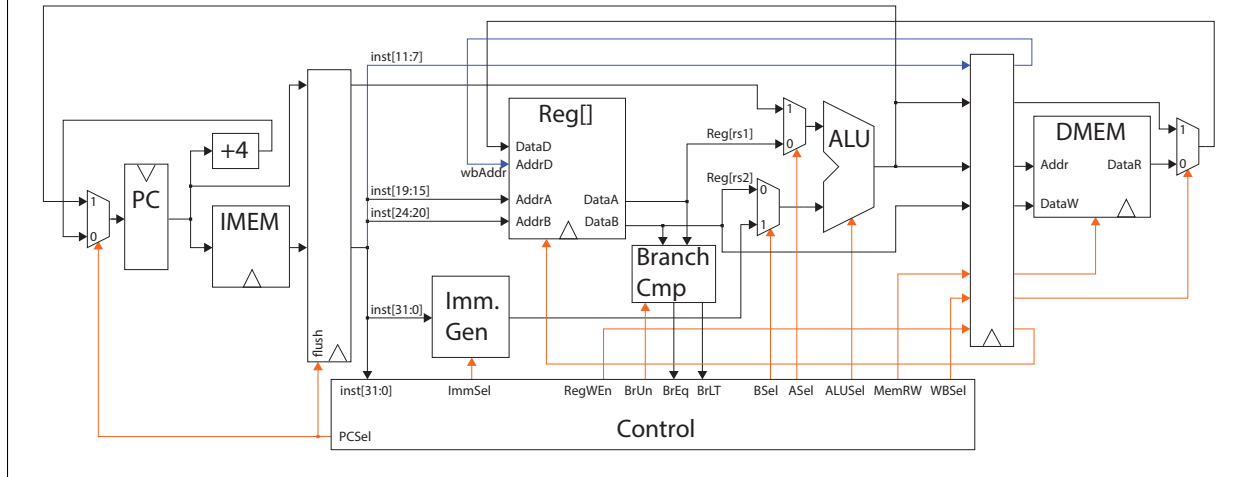 inst[11:7]
Reg[]
DataD
AddrD
wbAddr
inst[19:15]
AddrA
DataA
inst[24:20]
AddrB
DataB
Reg[rs1]
Reg[rs2]
1
0
0
1
ALU
DMEM
Addr
DataR
DataW
1
0
+4
PC
1
0
IMEM
flush
inst[31:0]
Imm.
Gen
Branch
Cmp
inst[31:0]
ImmSel
RegWEn
BrUn
BrEq
BrLT
BSel
ASel
ALUSel
MemRW
WBSel
PCSel
Control